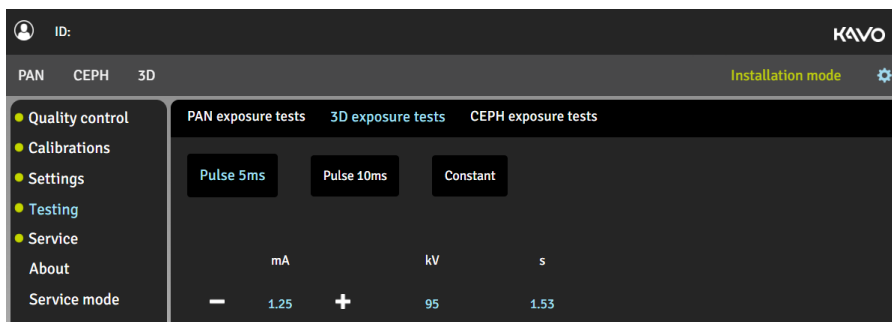 ID: KAVO
PAN CEPH 3D Installation mode
Quality control
Calibrations
Settings
Testing
Service
About
Service mode
PAN exposure tests 3D exposure tests CEPH exposure tests
Pulse 5ms Pulse 10ms Constant
mA kV s
− 1.25 + 95 1.53